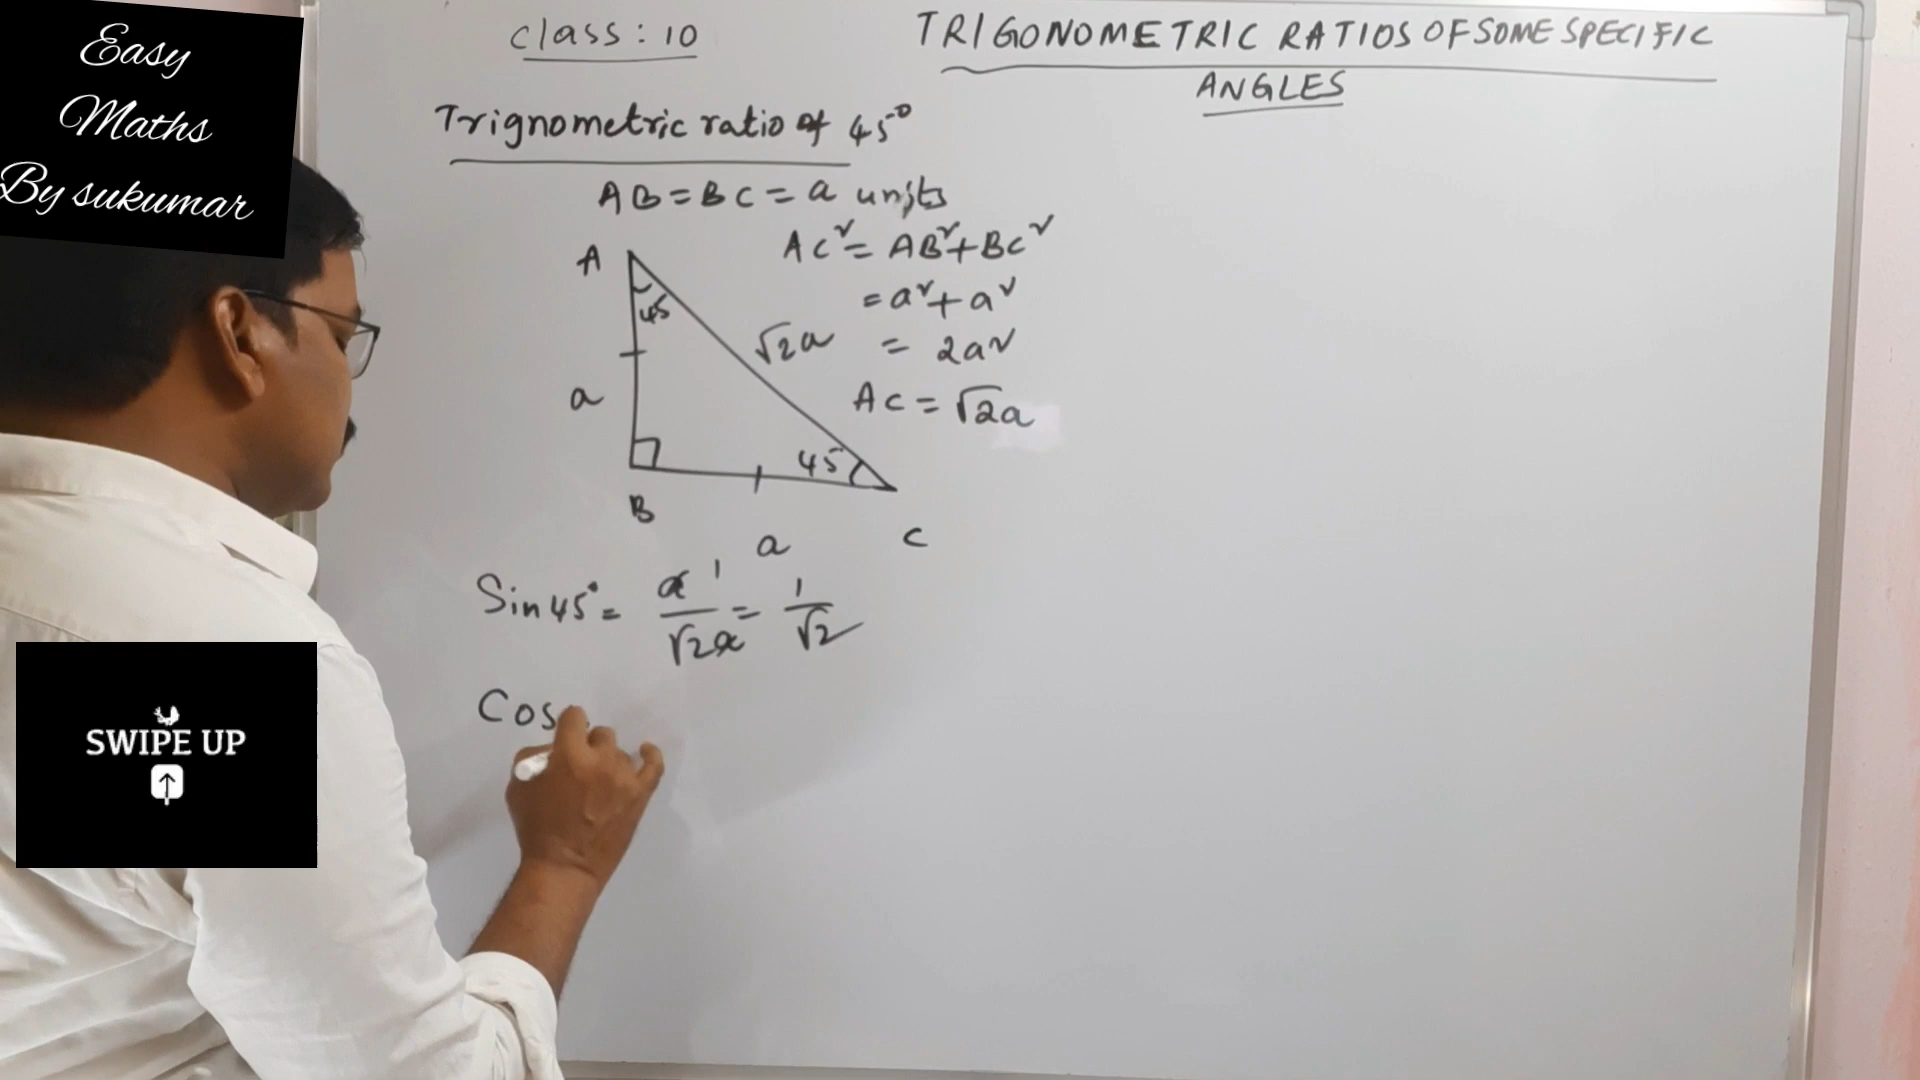 Easy
Maths
By sukumar
class : 10
TRIGONOMETRIC RATIOS OF SOME SPECIFIC
ANGLES
Trignometric ratio of 45°
AB = BC = a units
AC² = AB² + BC²
= a² + a²
= 2a²
AC = √2a
A
45
√2a
a
45
B
a
C
Sin 45° = a/√2a = 1/√2
Cos
SWIPE UP